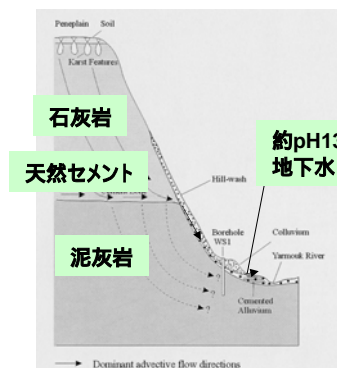 Peneplain
Soil
Karst Features
石灰岩
約pH13
地下水
天然セメント
Hill-wash
泥灰岩
Borehole
WS1
Colluvium
Yarmouk River
Cemented
Alluvium
?
?
?
Dominant advective flow directions